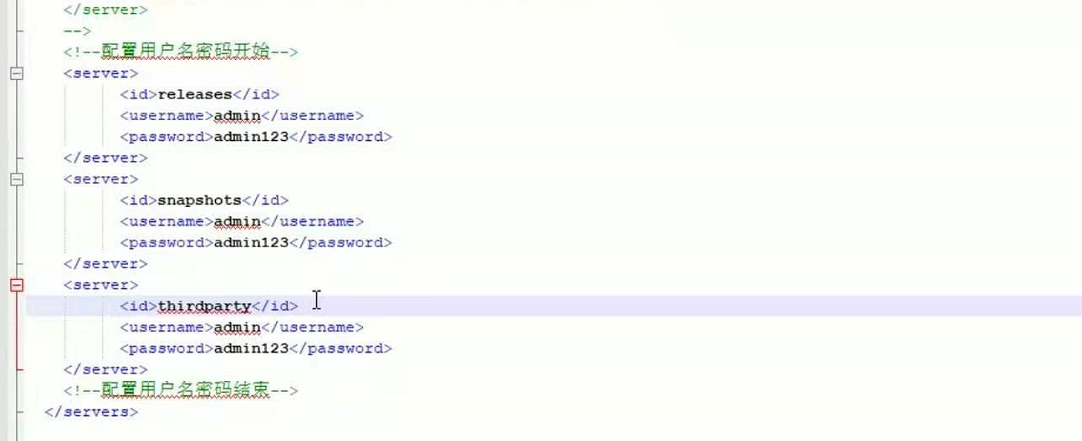 </server>
-->
<!--配置用户名密码开始-->
<server>
<id>releases</id>
<username>admin</username>
<password>admin123</password>
</server>
<server>
<id>snapshots</id>
<username>admin</username>
<password>admin123</password>
</server>
<server>
<id>thirdparty</id>
<username>admin</username>
<password>admin123</password>
</server>
<!--配置用户名密码结束-->
</servers>